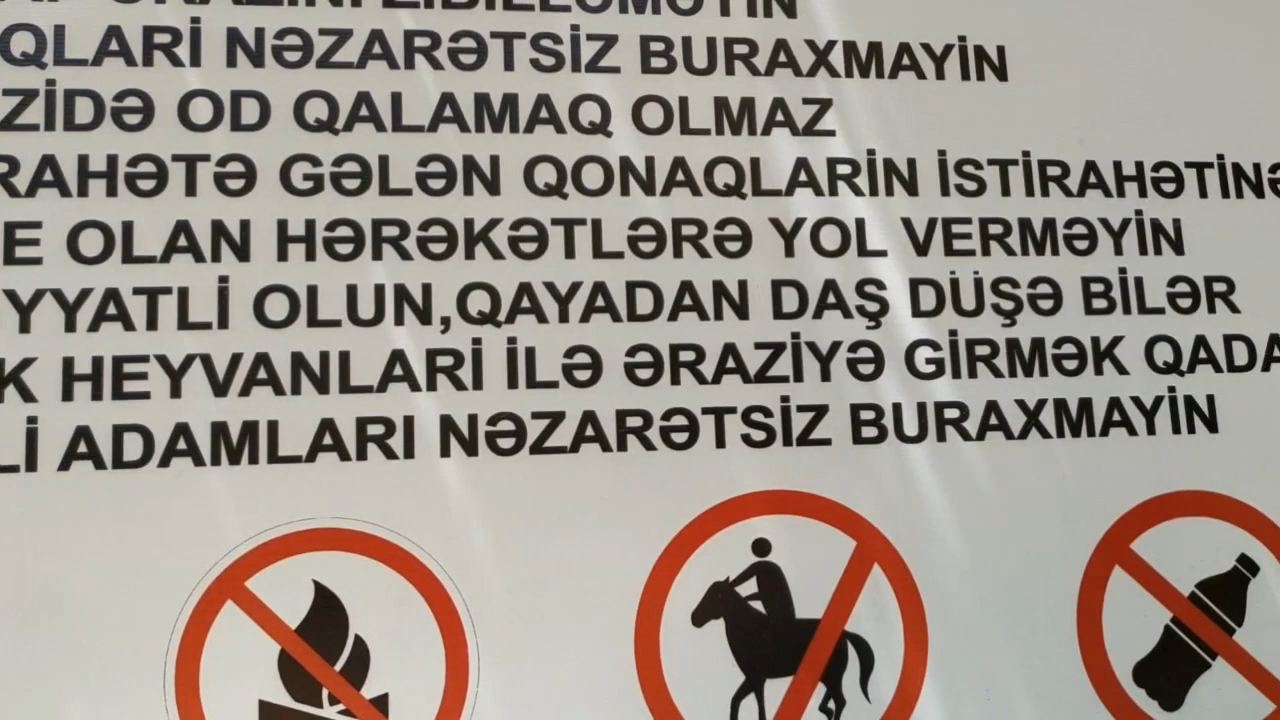 QLARİ NƏZARƏTSİZ BURAXMAYİN
ZİDƏ OD QALAMAQ OLMAZ
RAHƏTƏ GƏLƏN QONAQLARİN İSTİRAHƏTİNƏ
E OLAN HƏRƏKƏTLƏRƏ YOL VERMƏYİN
YYATLİ OLUN,QAYADAN DAŞ DÜŞƏ BİLƏR
K HEYVANLARİ İLƏ ƏRAZİYƏ GİRMƏK QADA
Lİ ADAMLARI NƏZARƏTSİZ BURAXMAYİN